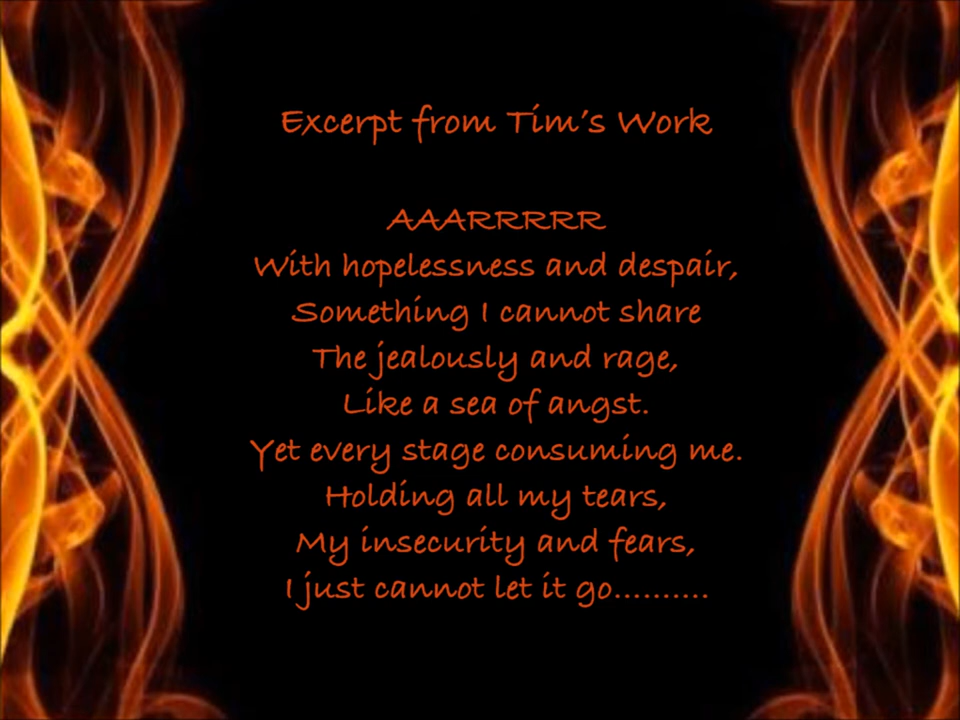 Excerpt from Tim's Work
AAARRRRR
With hopelessness and despair,
Something I cannot share
The jealously and rage,
Like a sea of angst.
Yet every stage consuming me.
Holding all my tears,
My insecurity and fears,
I just cannot let it go..........